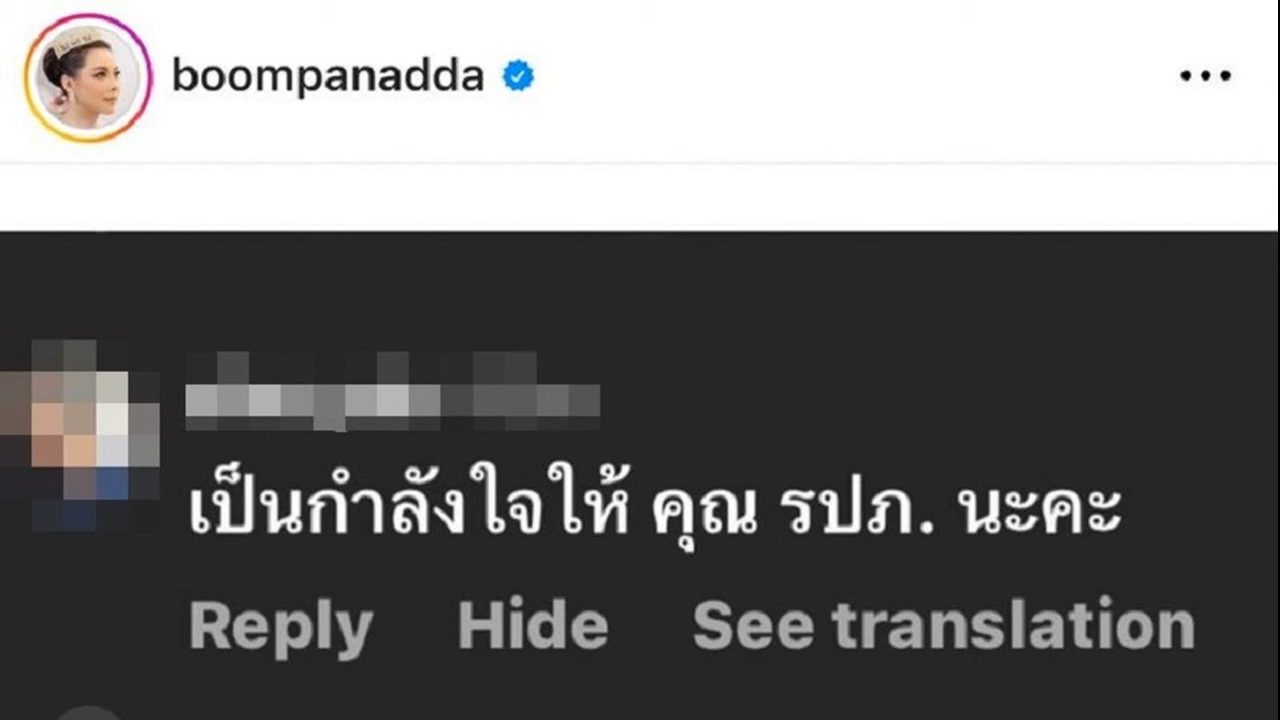 boompanadda
เป็นกำลังใจให้ คุณ รปภ. นะคะ
Reply Hide See translation